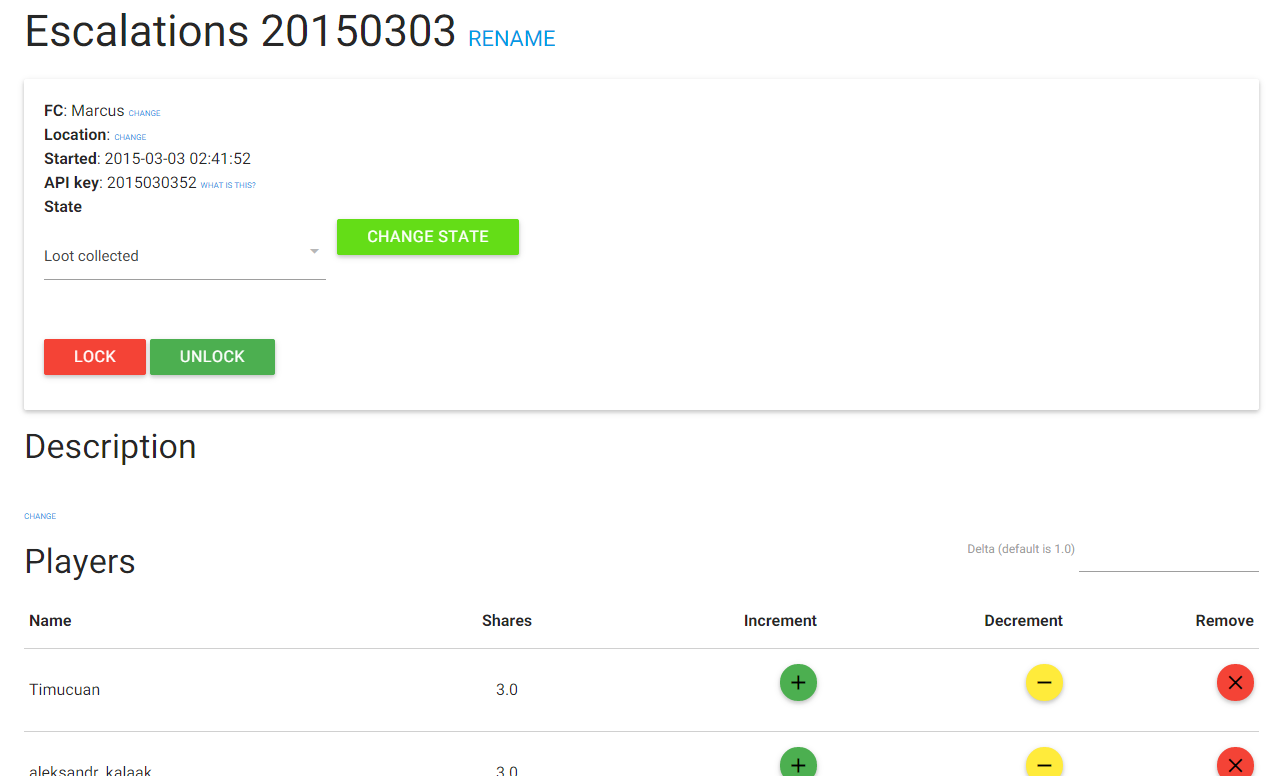 Escalations 20150303 RENAME
FC: Marcus CHANGE
Location: CHANGE
Started: 2015-03-03 02:41:52
API key: 2015030352 WHAT IS THIS?
State
Loot collected
CHANGE STATE
LOCK UNLOCK
Description
CHANGE
Players
Delta (default is 1.0)
Name Shares Increment Decrement Remove
Timucuan 3.0
aleksandr_kalaak 3.0